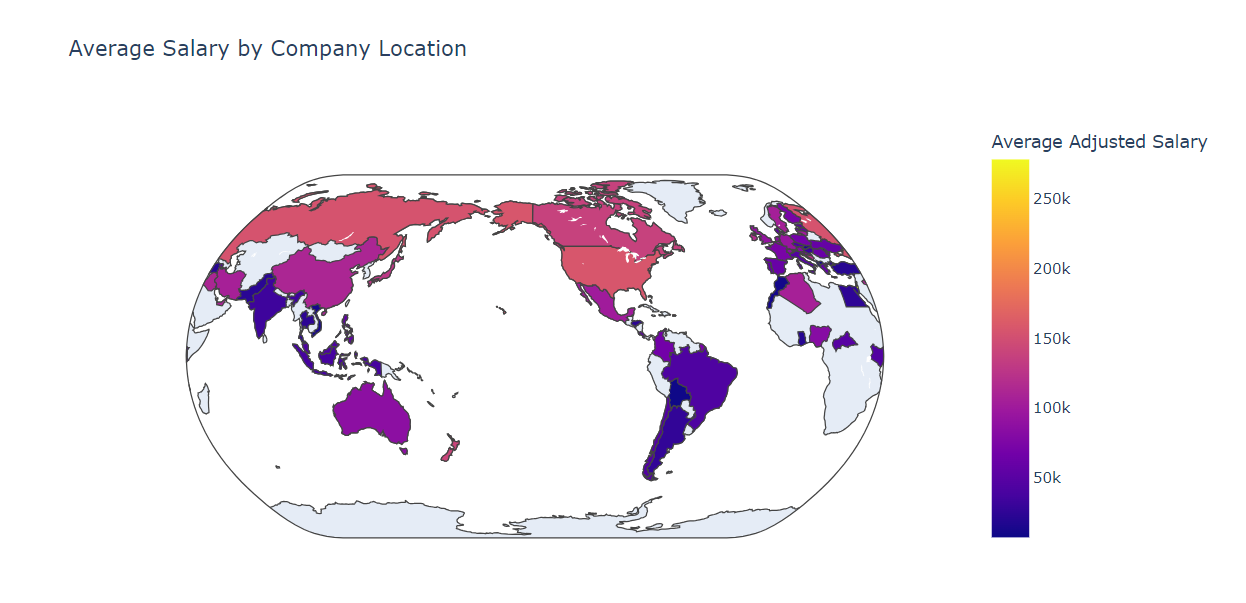 Average Salary by Company Location
Average Adjusted Salary
250k
200k
150k
100k
50k